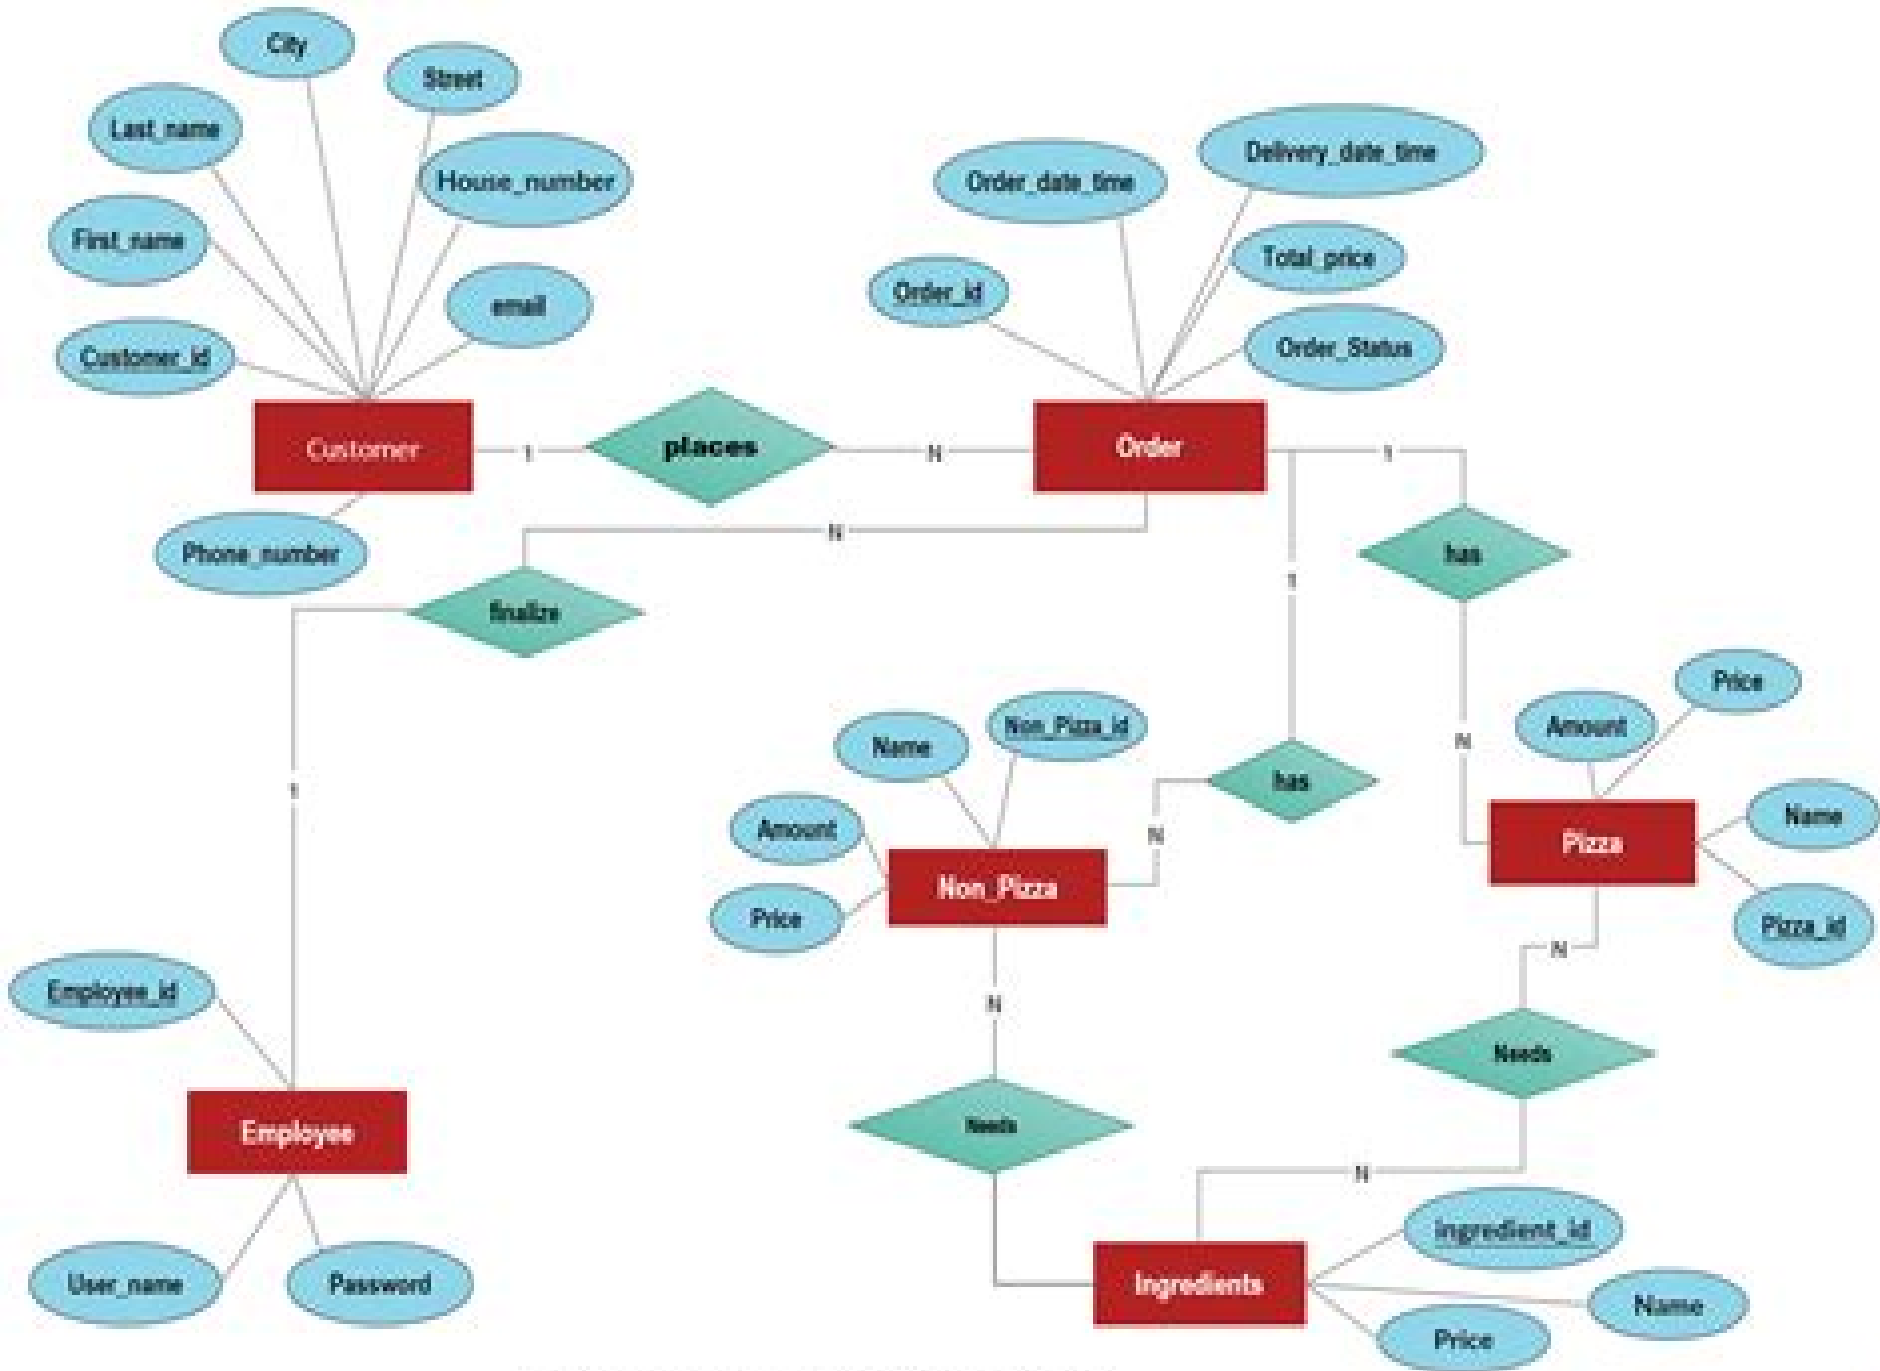 City
Street
Last_name
House_number
First_name
email
Customer_id
Customer
Phone_number
places
1
N
Order_date_time
Delivery_date_time
Total_price
Order_id
Order_Status
Order
1
has
N
finalize
1
1
N
has
N
Name
Non_Pizza_id
Amount
Price
Non_Pizza
Price
Amount
Name
Pizza
Pizza_id
N
Needs
N
Needs
N
Employee_id
Employee
User_name
Password
ingredient_id
Ingredients
Name
Price